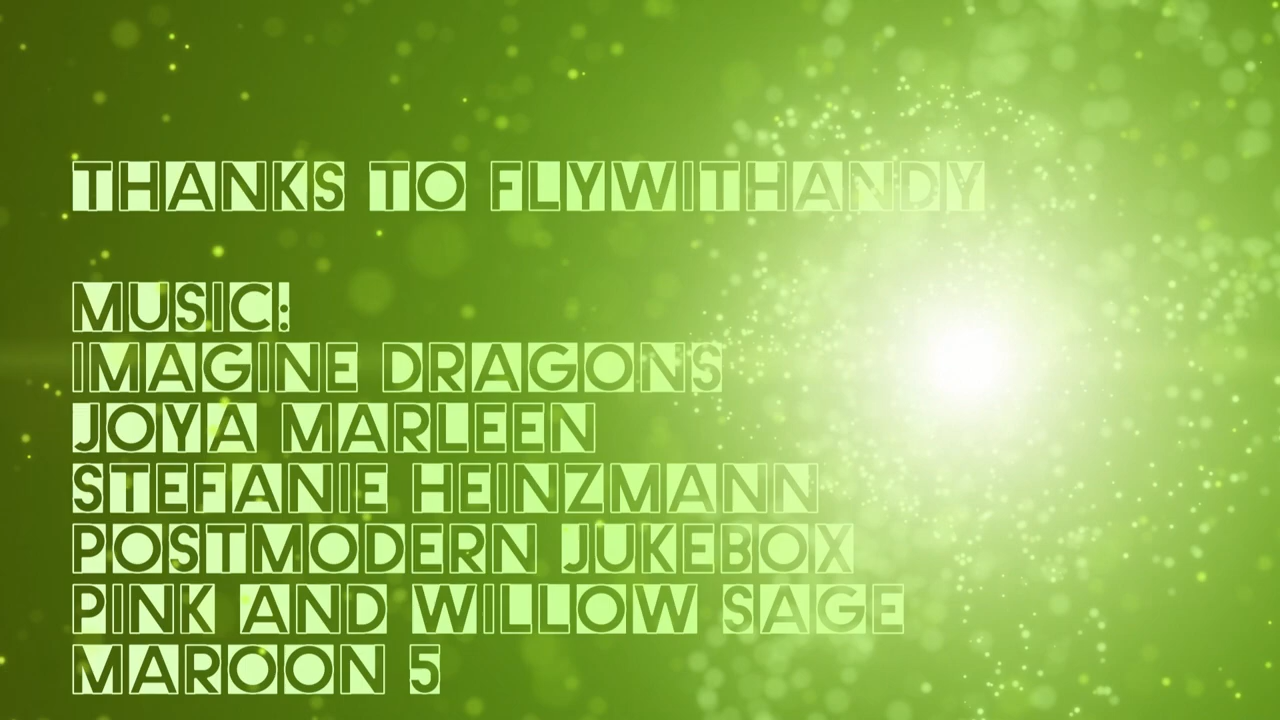 THANKS TO FLYWITHANDY
MUSIC:
IMAGINE DRAGONS
JOYA MARLEEN
STEFANIE HEINZMANN
POSTMODERN JUKEBOX
PINK AND WILLOW SAGE
MAROON 5